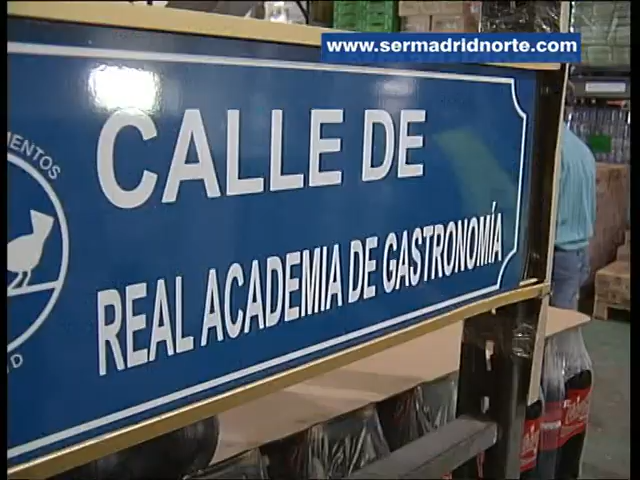 www.sermadridnorte.com
CALLE DE
REAL ACADEMIA DE GASTRONOMÍA
MENTOS
D